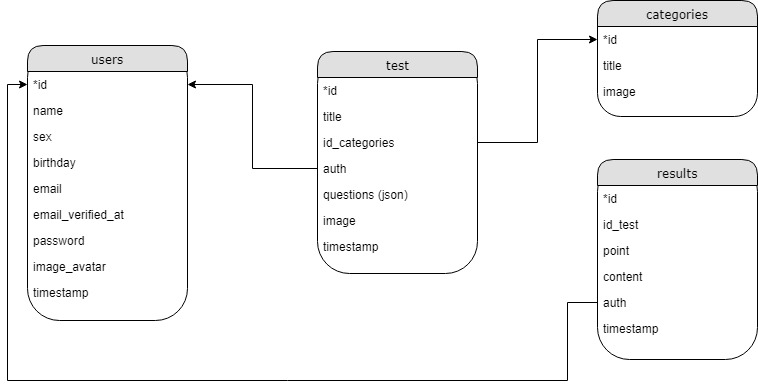 users
*id
name
sex
birthday
email
email_verified_at
password
image_avatar
timestamp
test
*id
title
id_categories
auth
questions (json)
image
timestamp
categories
*id
title
image
results
*id
id_test
point
content
auth
timestamp